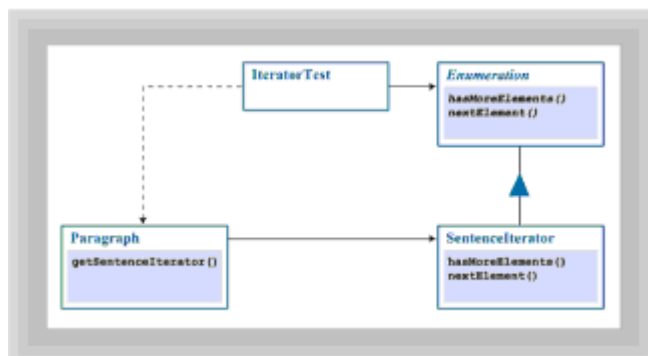 IteratorTest
Enumeration
hasMoreElements()
nextElement()
Paragraph
getSentenceIterator()
SentenceIterator
hasMoreElements()
nextElement()